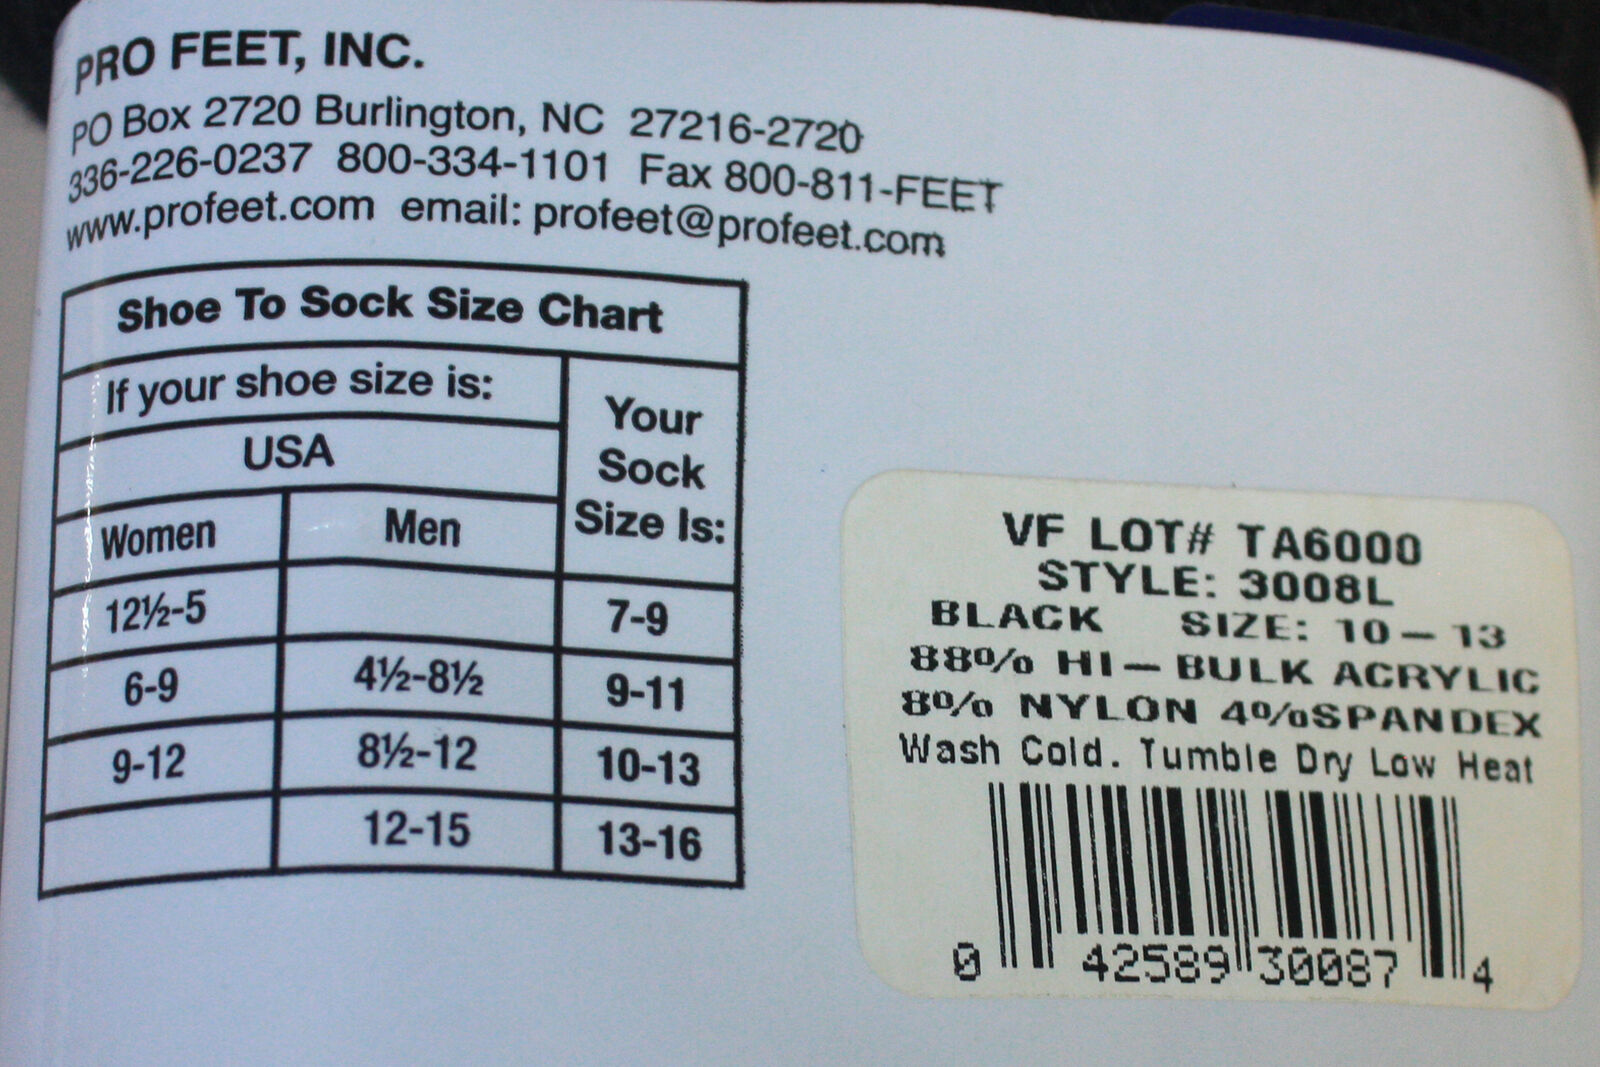 PRO FEET, INC.
PO Box 2720 Burlington, NC 27216-2720
336-226-0237 800-334-1101 Fax 800-811-FEET
www.profeet.com email: profeet@profeet.com
Shoe To Sock Size Chart
If your shoe size is:
USA
Your
Sock
Size Is:
Women Men
12½-5 7-9
6-9 4½-8½ 9-11
9-12 8½-12 10-13
12-15 13-16
VF LOT# TA6000
STYLE: 3008L
BLACK SIZE: 10-13
88% HI-BULK ACRYLIC
8% NYLON 4%SPANDEX
Wash Cold. Tumble Dry Low Heat
0 42589 30087 4